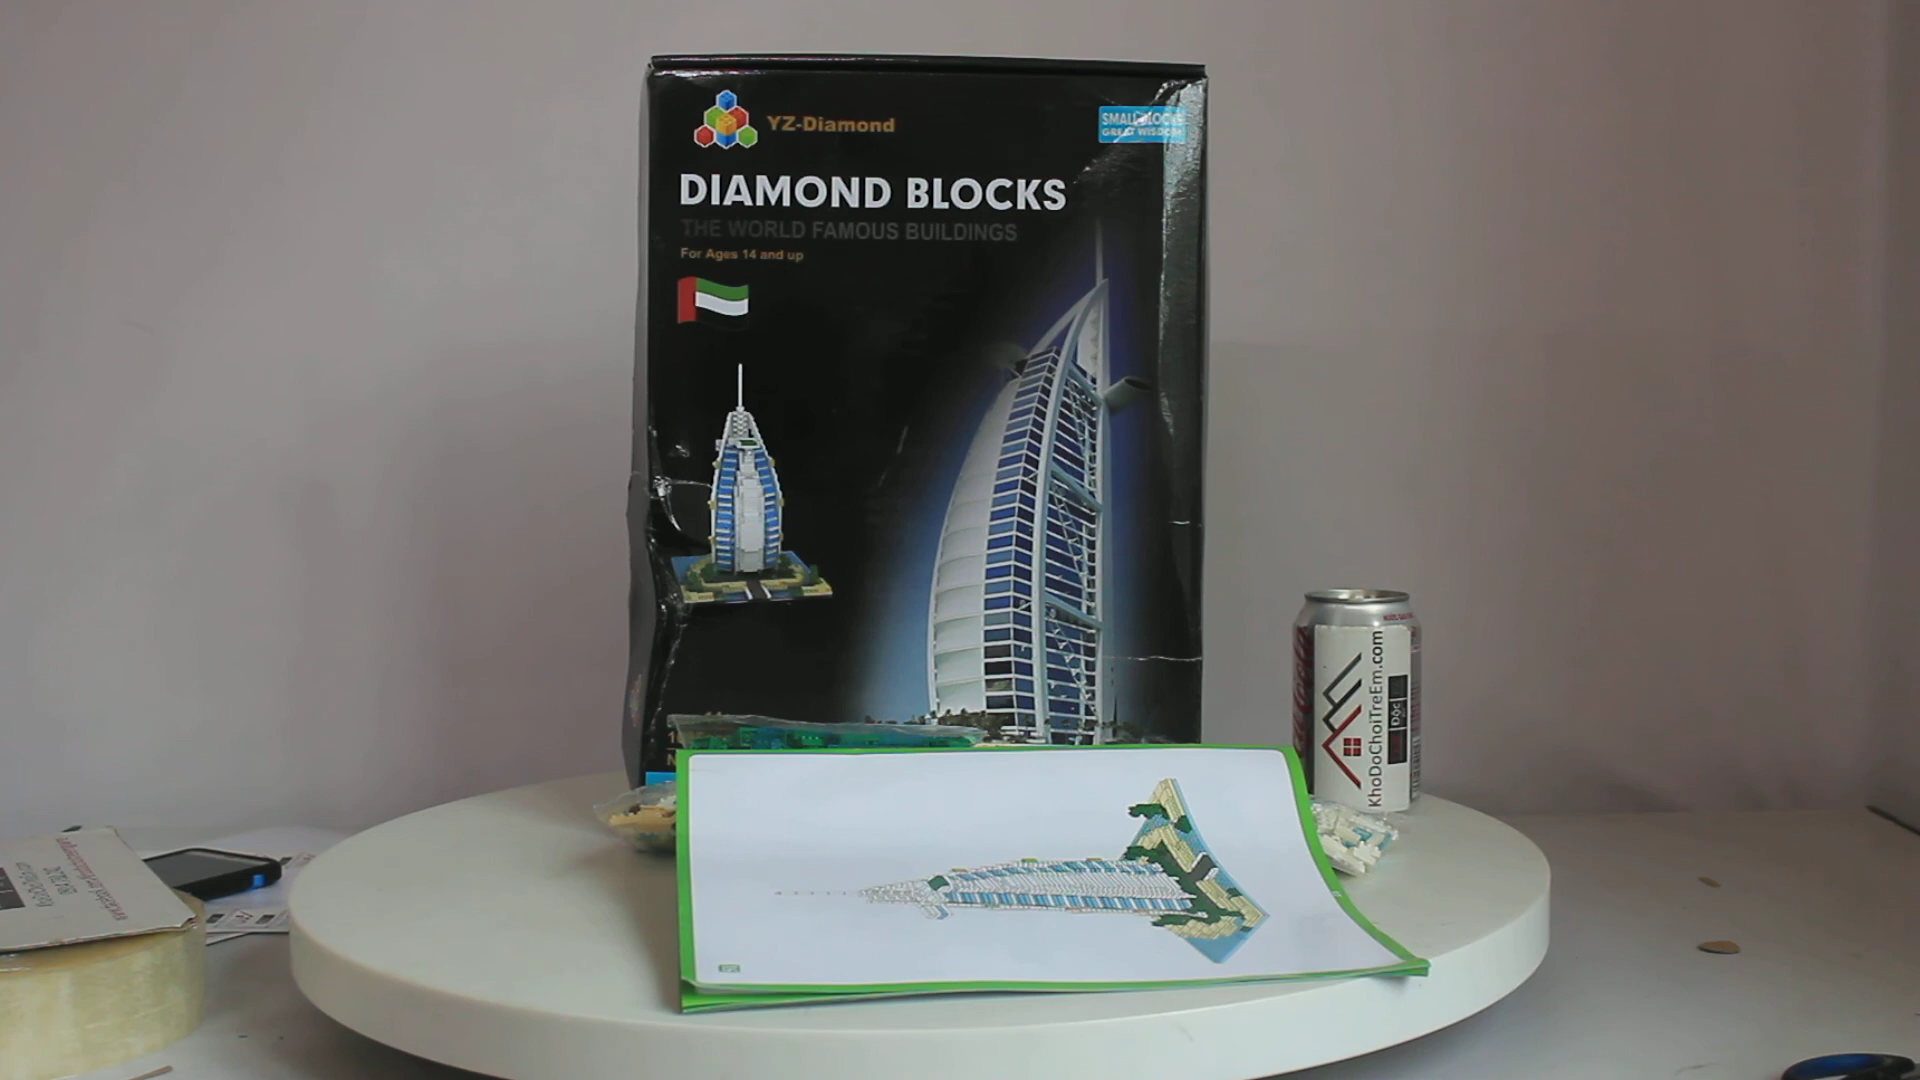 YZ-Diamond
SMALL BLOCKS
GREAT WISDOM
DIAMOND BLOCKS
THE WORLD FAMOUS BUILDINGS
For Ages 14 and up
KhoDoChoiTreEm.com
ĐỘC